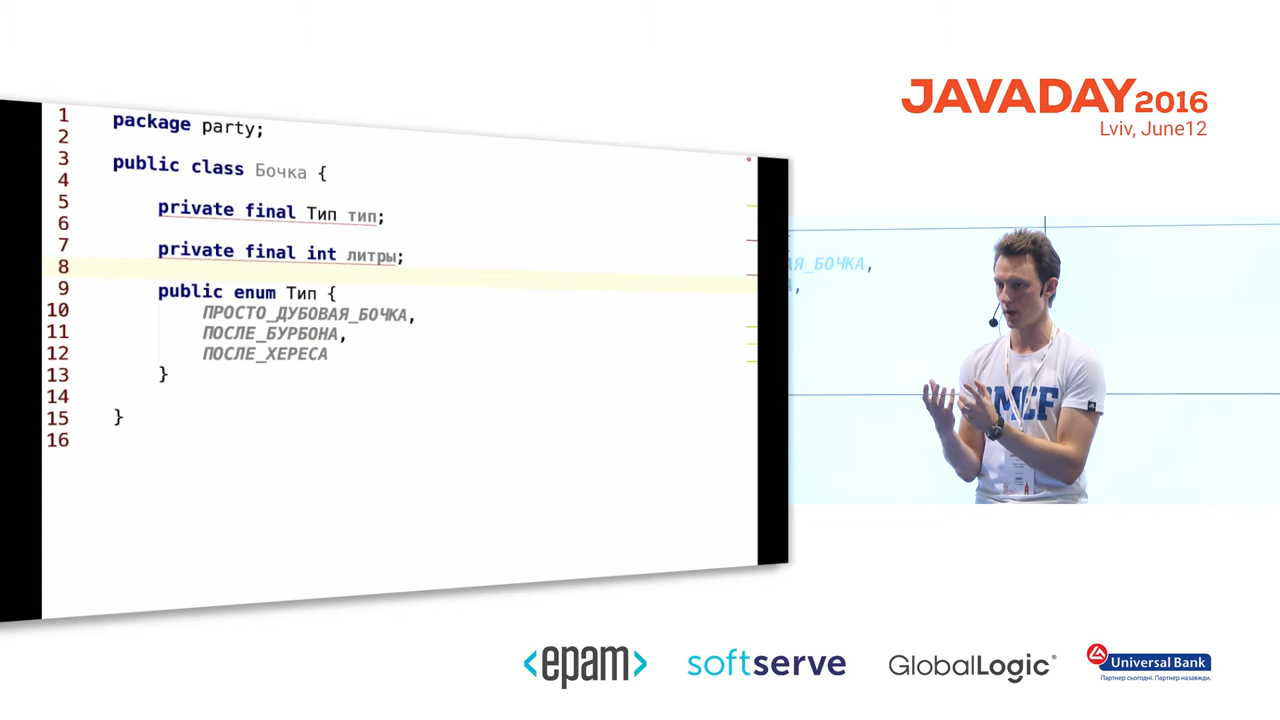 JAVADAY2016
Lviv, June12
1
2
3
4
5
6
7
8
9
10
11
12
13
14
15
16
package party;
public class Бочка {
private final Тип тип;
private final int литры;
public enum Тип {
ПРОСТО_ДУБОВАЯ_БОЧКА,
ПОСЛЕ_БУРБОНА,
ПОСЛЕ_ХЕРЕСА
}
}
АЯ_БОЧКА,
<epam>
softserve
GlobalLogic®
Universal Bank
Партнер сьогодні. Партнер назавжди.